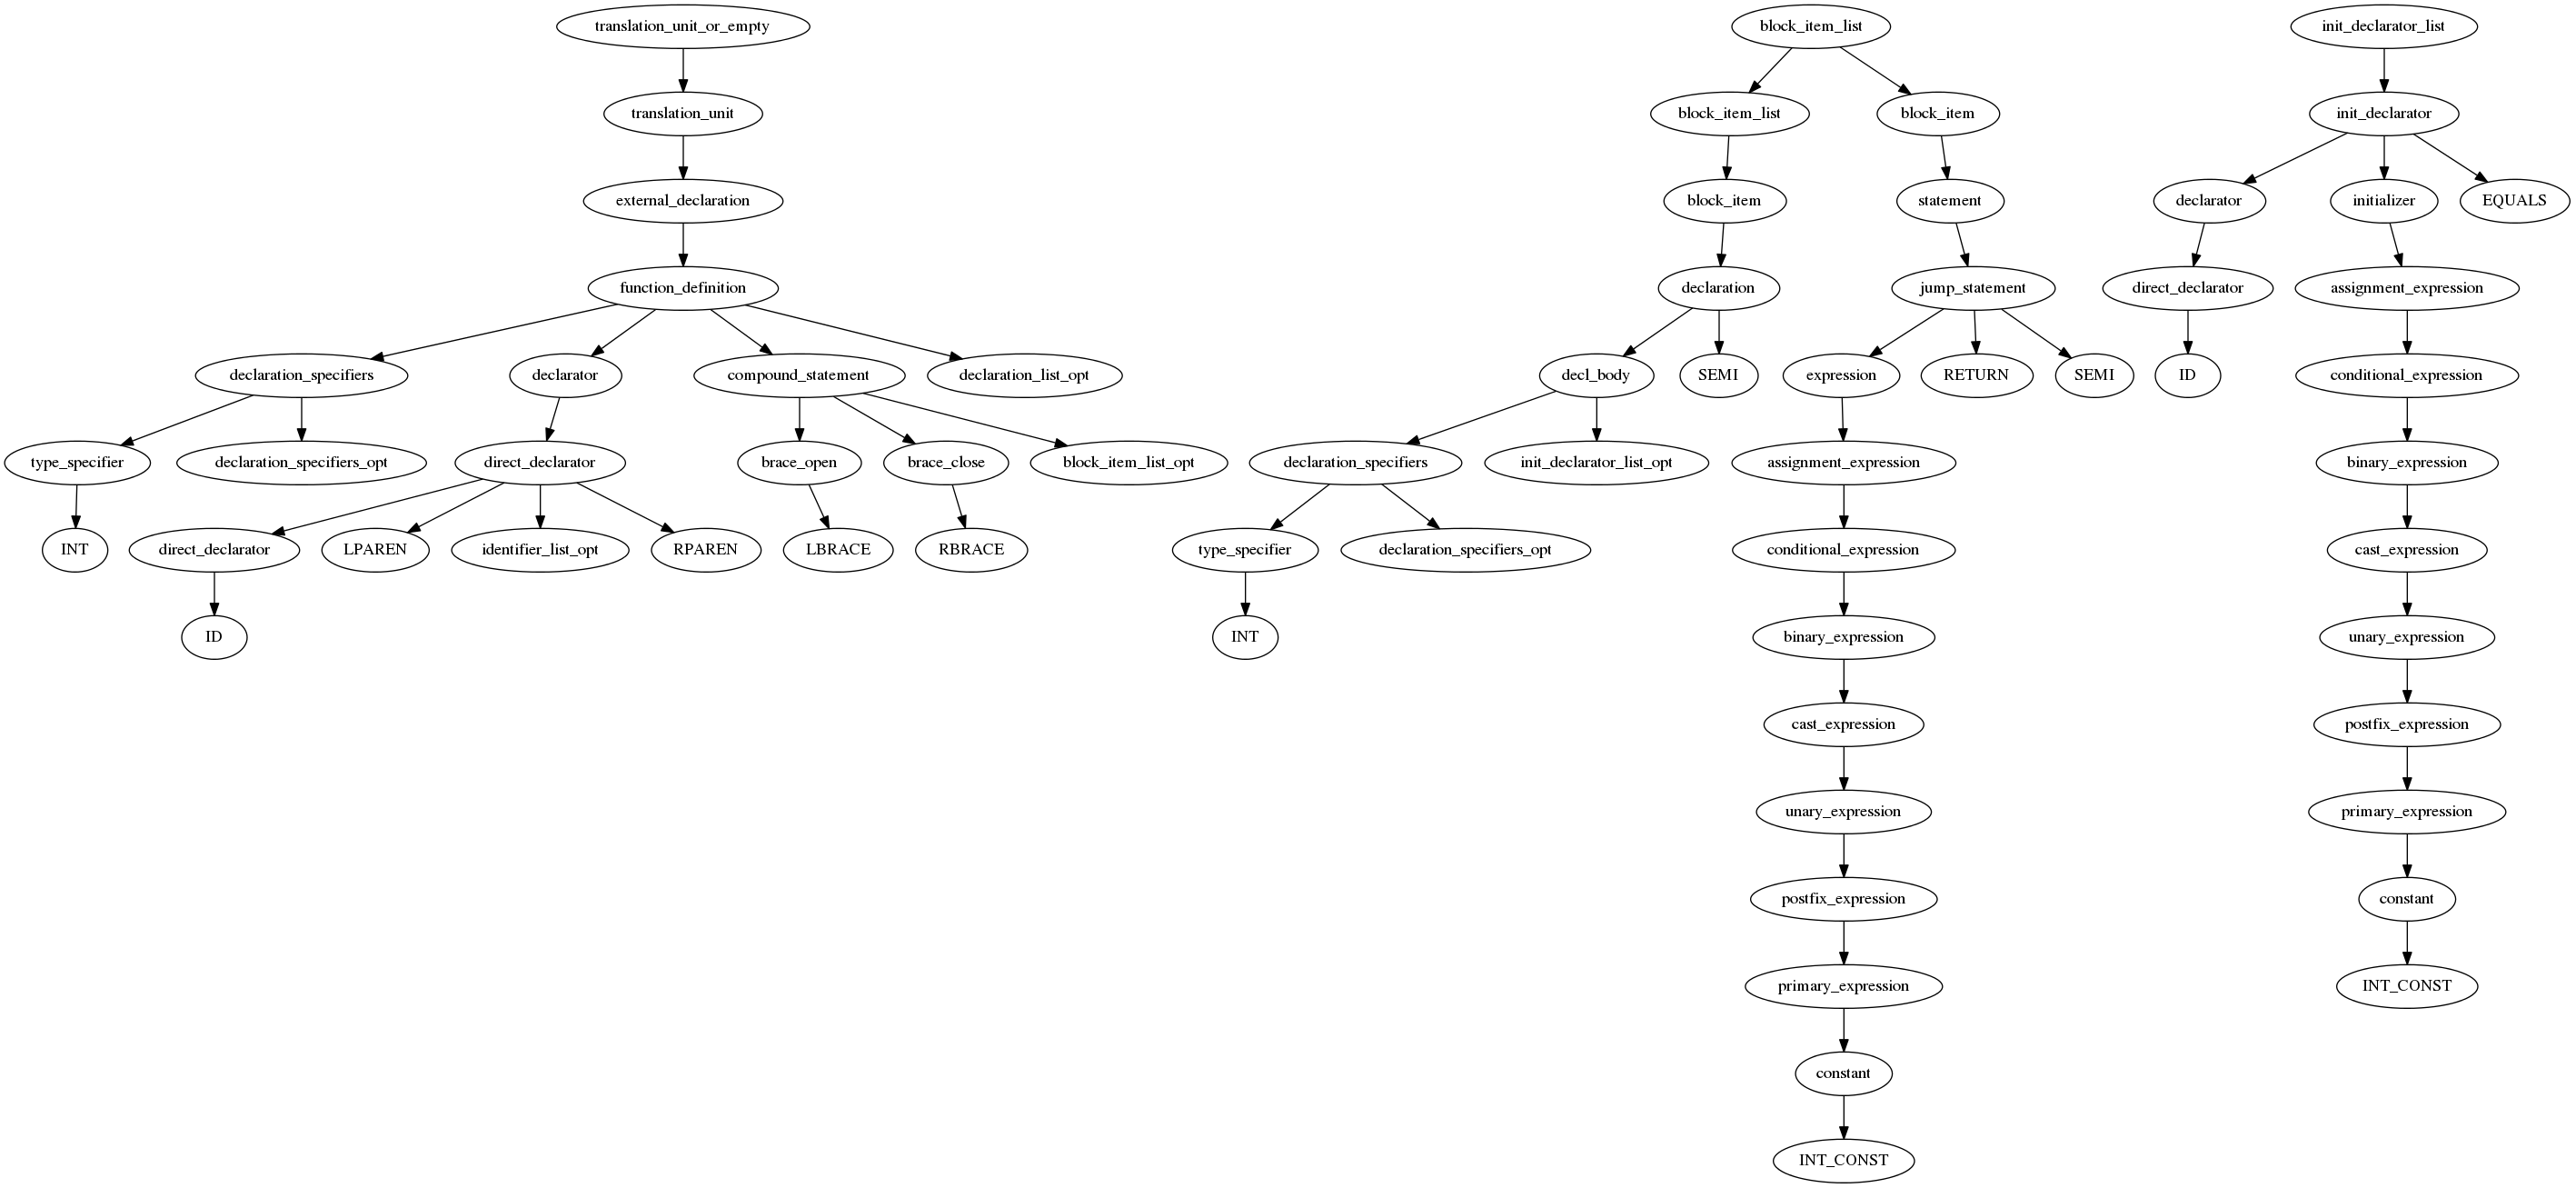 translation_unit_or_empty
block_item_list
init_declarator_list
translation_unit
block_item_list
block_item
init_declarator
external_declaration
block_item
statement
declarator
initializer
EQUALS
function_definition
declaration
jump_statement
direct_declarator
assignment_expression
declaration_specifiers
declarator
compound_statement
declaration_list_opt
decl_body
SEMI
expression
RETURN
SEMI
ID
conditional_expression
type_specifier
declaration_specifiers_opt
direct_declarator
brace_open
brace_close
block_item_list_opt
declaration_specifiers
init_declarator_list_opt
assignment_expression
binary_expression
INT
direct_declarator
LPAREN
identifier_list_opt
RPAREN
LBRACE
RBRACE
type_specifier
declaration_specifiers_opt
conditional_expression
cast_expression
ID
INT
binary_expression
unary_expression
cast_expression
postfix_expression
unary_expression
primary_expression
postfix_expression
constant
primary_expression
INT_CONST
constant
INT_CONST